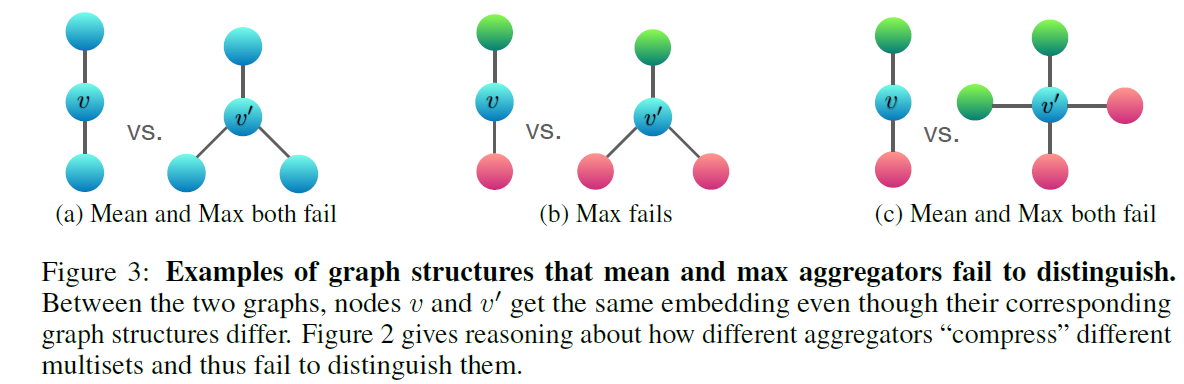 v
vs.
v′
(a) Mean and Max both fail
v
vs.
v′
(b) Max fails
v
vs.
v′
(c) Mean and Max both fail
Figure 3: Examples of graph structures that mean and max aggregators fail to distinguish.
Between the two graphs, nodes v and v′ get the same embedding even though their corresponding
graph structures differ. Figure 2 gives reasoning about how different aggregators “compress” different
multisets and thus fail to distinguish them.